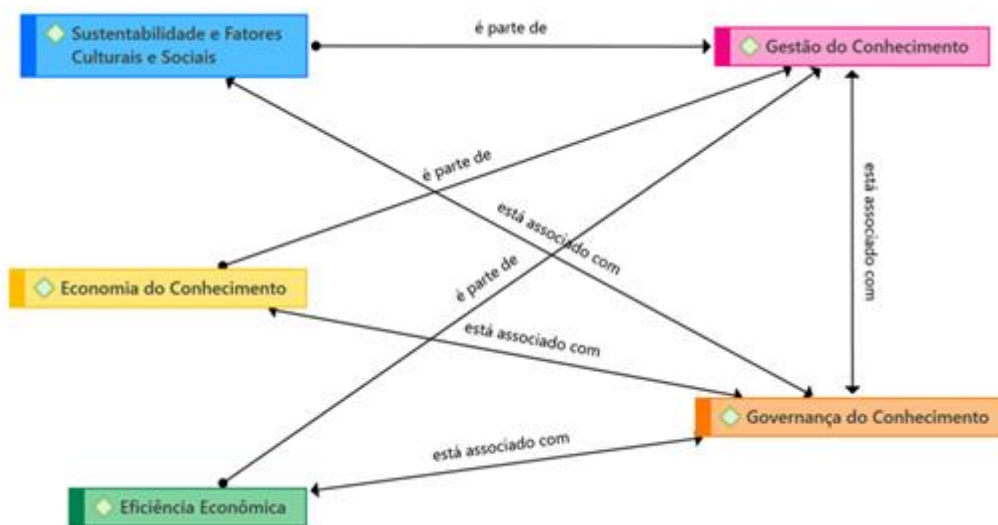 é parte de
Sustentabilidade e Fatores
Culturais e Sociais
Gestão do Conhecimento
é parte de
está associado com
está associado com
é parte de
Economia do Conhecimento
está associado com
Governança do Conhecimento
está associado com
Eficiência Econômica